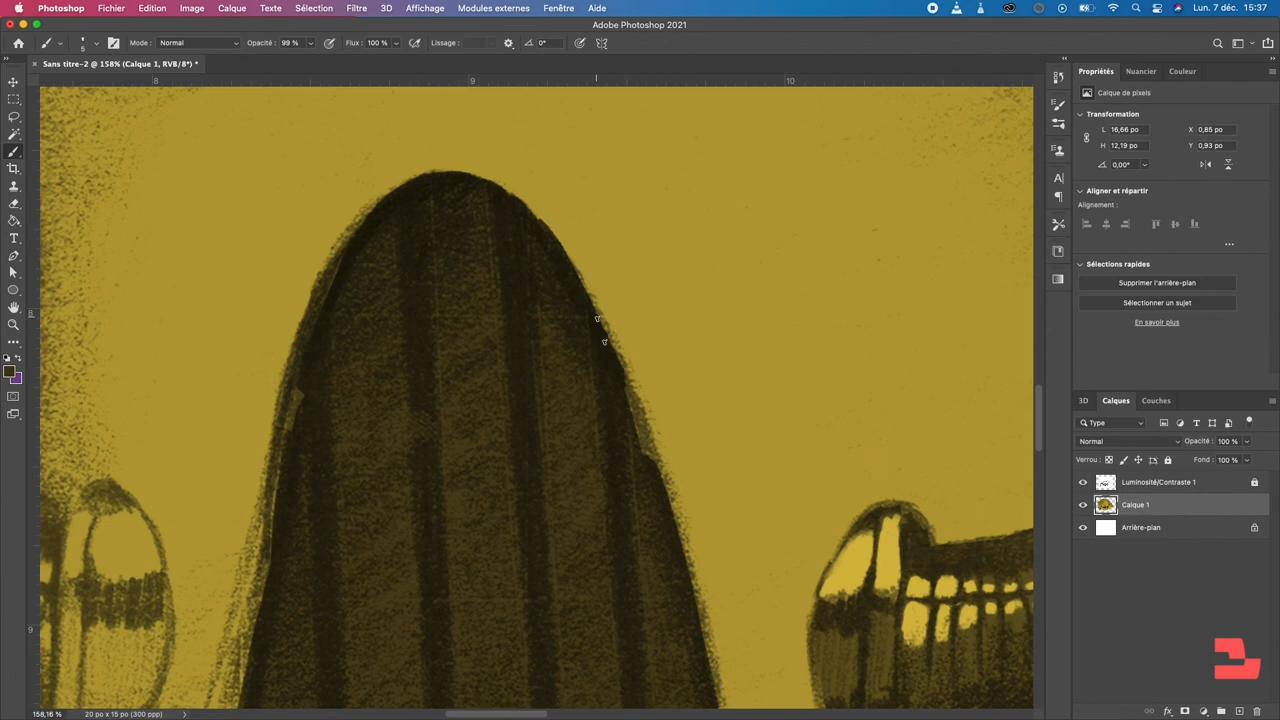 Photoshop Fichier Edition Image Calque Texte Sélection Filtre 3D Affichage Modules externes Fenêtre Aide Lun. 7 déc. 15:37
Adobe Photoshop 2021
5 Mode : Normal Opacité : 99 % Flux : 100 % Lissage : 0°
Sans titre-2 @ 158% (Calque 1, RVB/8*) *
8 9 10
8
9
Propriétés Nuancier Couleur
Calque de pixels
Transformation
L 16,66 po X 0,85 po
H 12,19 po Y 0,93 po
0,00°
Aligner et répartir
Alignement :
Sélections rapides
Supprimer l'arrière-plan
Sélectionner un sujet
En savoir plus
3D Calques Couches
Type
Normal Opacité : 100 %
Verrou : Fond : 100 %
Luminosité/Contraste 1
Calque 1
Arrière-plan
158,16 % 20 po x 15 po (300 ppp)